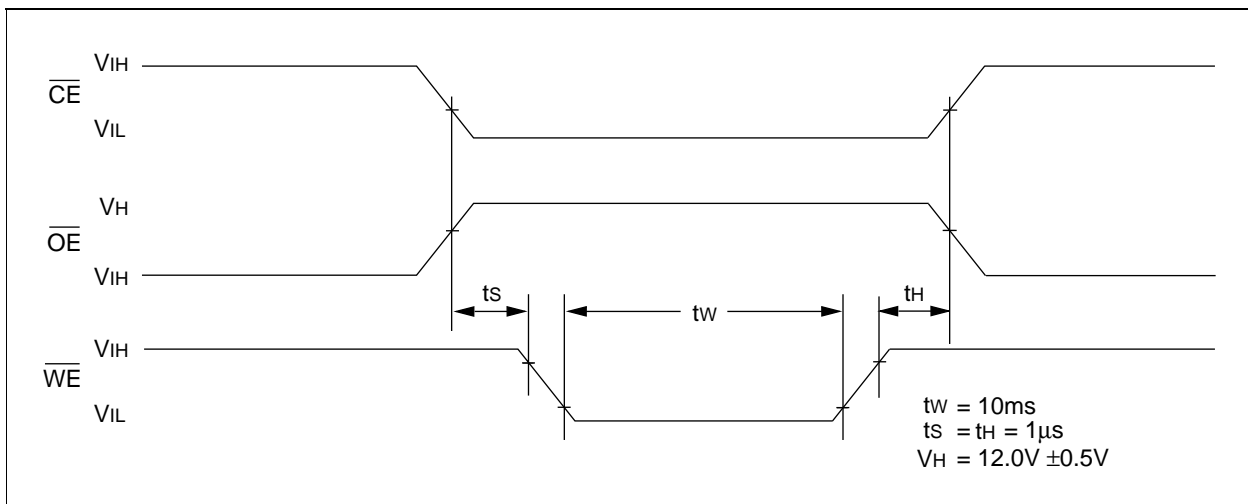 VIH
CE
VIL
VH
OE
VIH
tS
tW
tH
VIH
WE
VIL
tW = 10ms
tS = tH = 1μs
VH = 12.0V ±0.5V